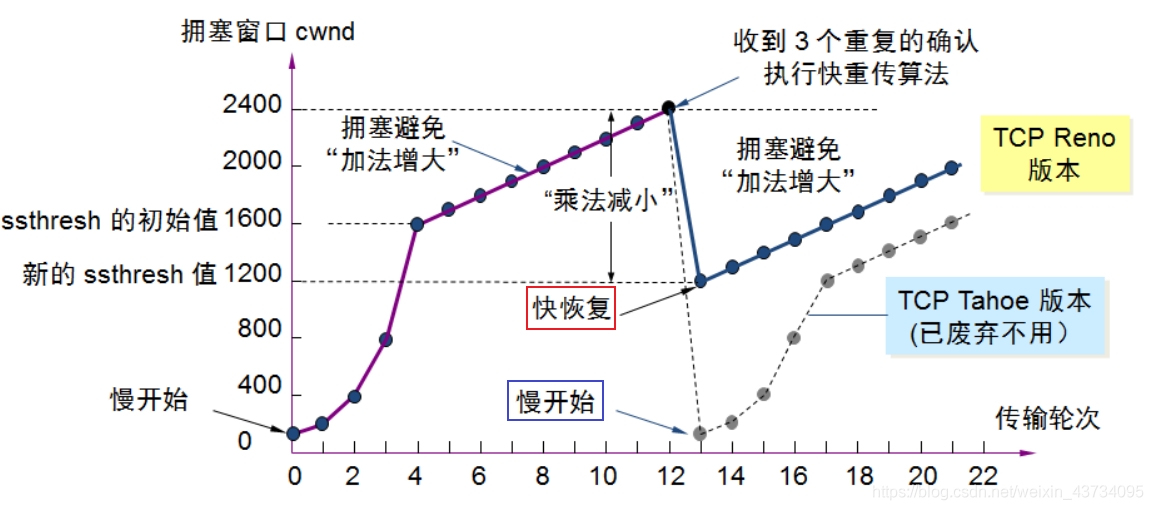 拥塞窗口 cwnd
收到 3 个重复的确认
执行快重传算法
2400
拥塞避免
“加法增大”
拥塞避免
“加法增大”
TCP Reno
版本
2000
“乘法减小”
ssthresh 的初始值 1600
新的 ssthresh 值 1200
快恢复
TCP Tahoe 版本
(已废弃不用）
800
400
慢开始
慢开始
传输轮次
0
0 2 4 6 8 10 12 13 14 16 18 20 22
https://blog.csdn.net/weixin_43734095